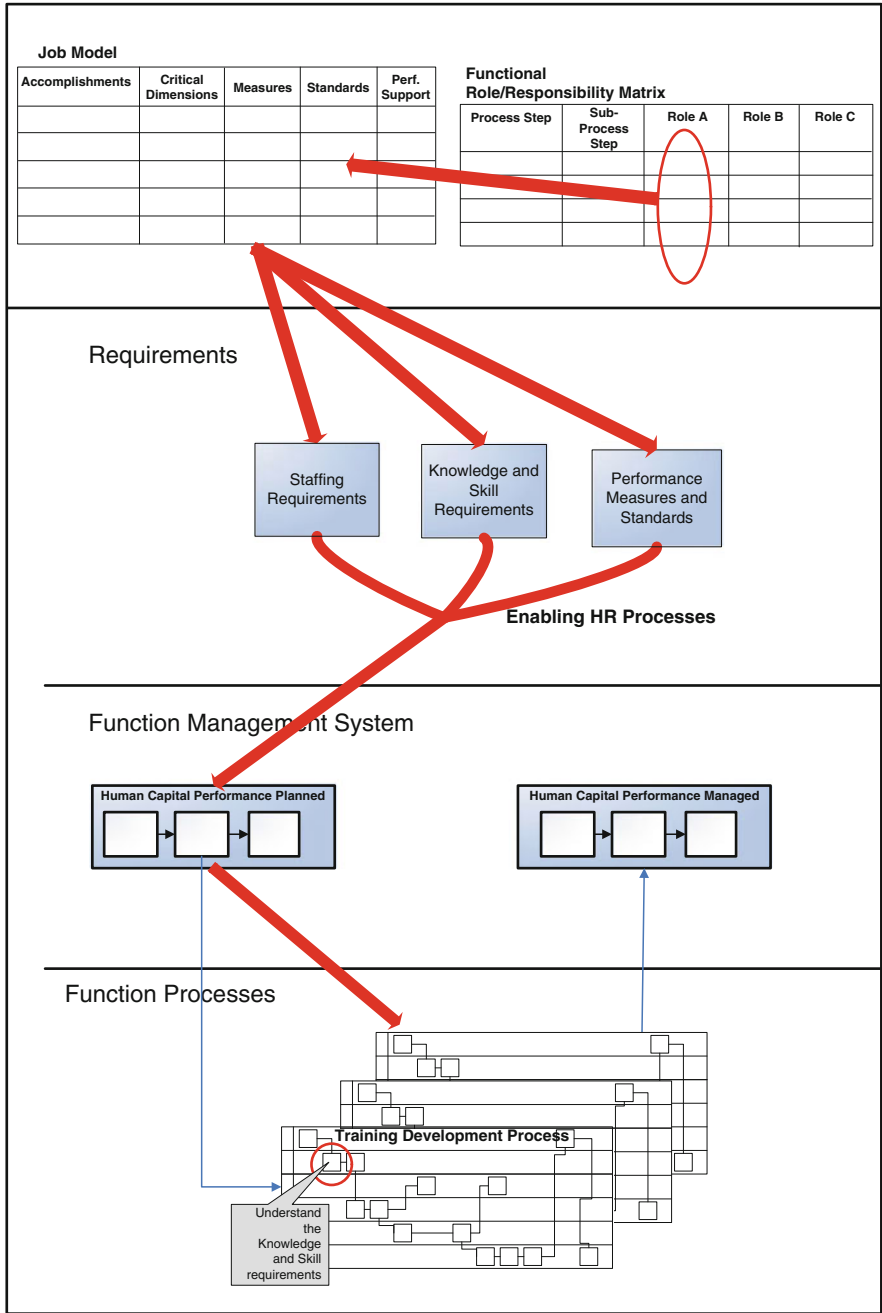 Job Model
Accomplishments
Critical
Dimensions
Measures
Standards
Perf.
Support
Functional
Role/Responsibility Matrix
Process Step
Sub-
Process
Step
Role A
Role B
Role C
Requirements
Staffing
Requirements
Knowledge and
Skill
Requirements
Performance
Measures and
Standards
Enabling HR Processes
Function Management System
Human Capital Performance Planned
Human Capital Performance Managed
Function Processes
Training Development Process
Understand
the
Knowledge
and Skill
requirements